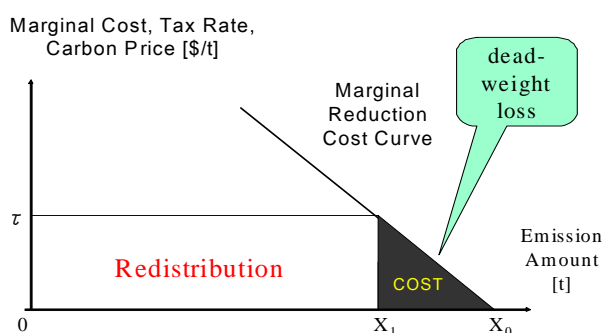 Marginal Cost, Tax Rate,
Carbon Price [$/t]
dead-
weight
loss
Marginal
Reduction
Cost Curve
τ
Redistribution
COST
Emission
Amount
[t]
0
X₁
X₀